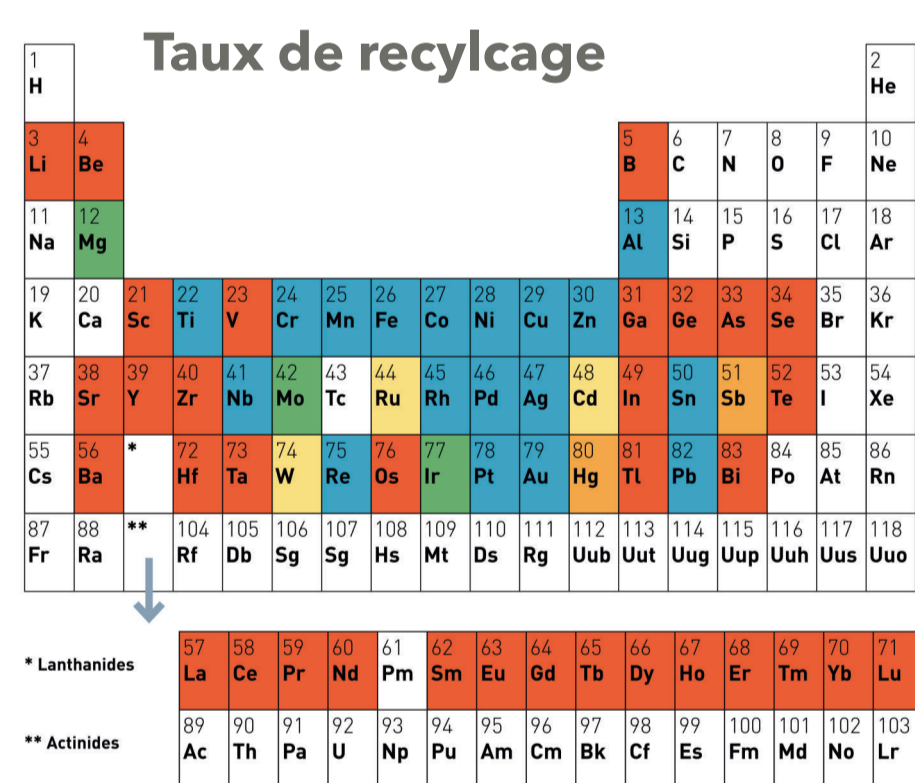 Taux de recylcage
1 2
H He
3 4 5 6 7 8 9 10
Li Be B C N O F Ne
11 12 13 14 15 16 17 18
Na Mg Al Si P S Cl Ar
19 20 21 22 23 24 25 26 27 28 29 30 31 32 33 34 35 36
K Ca Sc Ti V Cr Mn Fe Co Ni Cu Zn Ga Ge As Se Br Kr
37 38 39 40 41 42 43 44 45 46 47 48 49 50 51 52 53 54
Rb Sr Y Zr Nb Mo Tc Ru Rh Pd Ag Cd In Sn Sb Te I Xe
55 56 * 72 73 74 75 76 77 78 79 80 81 82 83 84 85 86
Cs Ba Hf Ta W Re Os Ir Pt Au Hg Tl Pb Bi Po At Rn
87 88 ** 104 105 106 107 108 109 110 111 112 113 114 115 116 117 118
Fr Ra Rf Db Sg Sg Hs Mt Ds Rg Uub Uut Uug Uup Uuh Uus Uuo
* Lanthanides
57 58 59 60 61 62 63 64 65 66 67 68 69 70 71
La Ce Pr Nd Pm Sm Eu Gd Tb Dy Ho Er Tm Yb Lu
** Actinides
89 90 91 92 93 94 95 96 97 98 99 100 101 102 103
Ac Th Pa U Np Pu Am Cm Bk Cf Es Fm Md No Lr